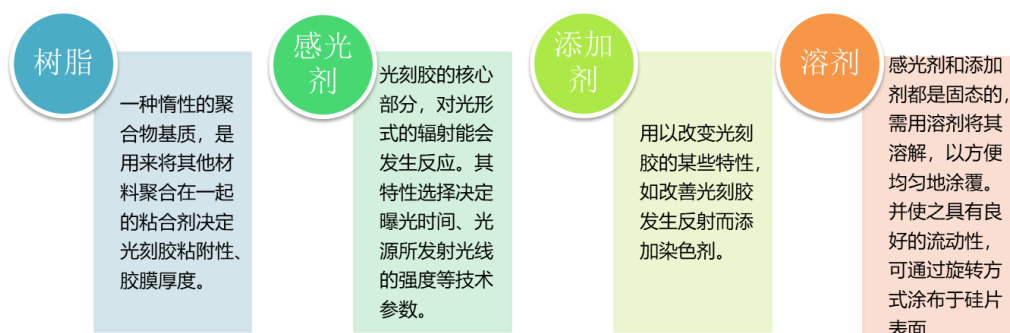 树脂
一种惰性的聚
合物基质，是
用来将其他材
料聚合在一起
的粘合剂决定
光刻胶粘附性、
胶膜厚度。
感光
剂
光刻胶的核心
部分，对光形
式的辐射能会
发生反应。其
特性选择决定
曝光时间、光
源所发射光线
的强度等技术
参数。
添加
剂
用以改变光刻
胶的某些特性，
如改善光刻胶
发生反射而添
加染色剂。
溶剂
感光剂和添加
剂都是固态的，
需用溶剂将其
溶解，以方便
均匀地涂覆。
并使之具有良
好的流动性，
可通过旋转方
式涂布于硅片
表面